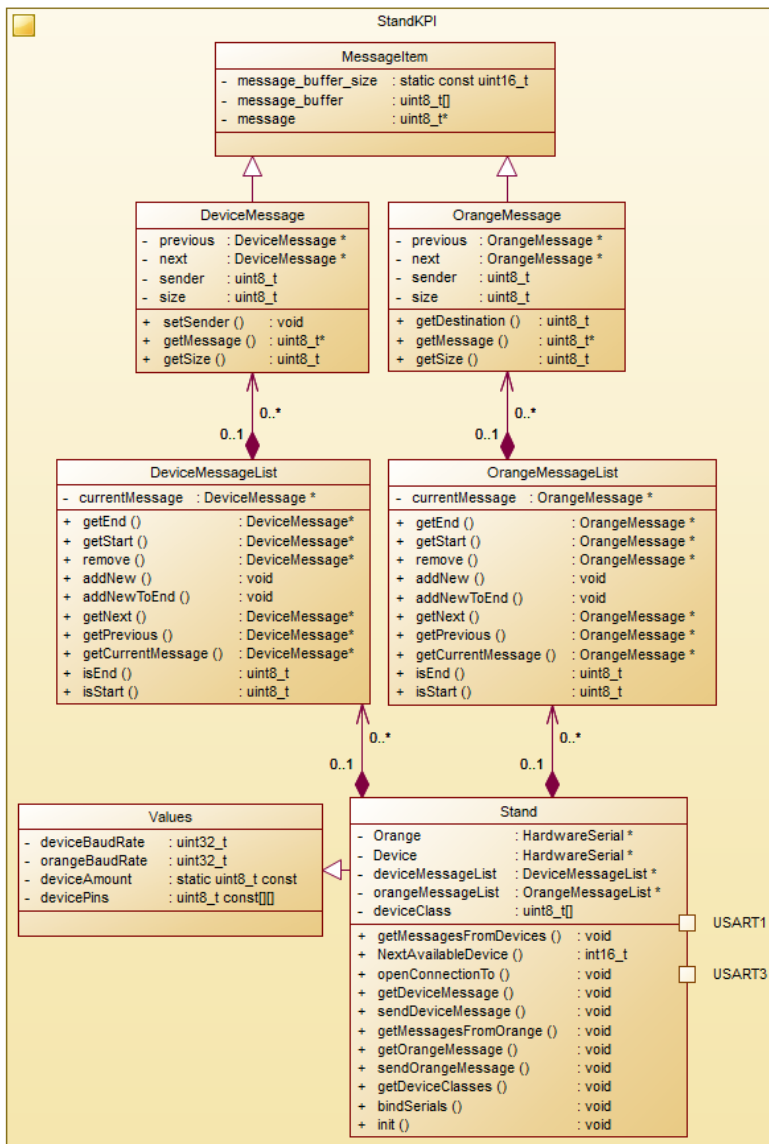 StandKPI
MessageItem
- message_buffer_size : static const uint16_t
- message_buffer : uint8_t[]
- message : uint8_t*
DeviceMessage
- previous : DeviceMessage *
- next : DeviceMessage *
- sender : uint8_t
- size : uint8_t
+ setSender () : void
+ getMessage () : uint8_t*
+ getSize () : uint8_t
OrangeMessage
- previous : OrangeMessage *
- next : OrangeMessage *
- sender : uint8_t
- size : uint8_t
+ getDestination () : uint8_t
+ getMessage () : uint8_t*
+ getSize () : uint8_t
0..*
0..1
0..*
0..1
DeviceMessageList
- currentMessage : DeviceMessage *
+ getEnd () : DeviceMessage*
+ getStart () : DeviceMessage*
+ remove () : DeviceMessage*
+ addNew () : void
+ addNewToEnd () : void
+ getNext () : DeviceMessage*
+ getPrevious () : DeviceMessage*
+ getCurrentMessage () : DeviceMessage*
+ isEnd () : uint8_t
+ isStart () : uint8_t
OrangeMessageList
- currentMessage : OrangeMessage *
+ getEnd () : OrangeMessage *
+ getStart () : OrangeMessage *
+ remove () : OrangeMessage *
+ addNew () : void
+ addNewToEnd () : void
+ getNext () : OrangeMessage *
+ getPrevious () : OrangeMessage *
+ getCurrentMessage () : OrangeMessage *
+ isEnd () : uint8_t
+ isStart () : uint8_t
0..*
0..1
0..*
0..1
Values
- deviceBaudRate : uint32_t
- orangeBaudRate : uint32_t
- deviceAmount : static uint8_t const
- devicePins : uint8_t const[][]
Stand
- Orange : HardwareSerial *
- Device : HardwareSerial *
- deviceMessageList : DeviceMessageList *
- orangeMessageList : OrangeMessageList *
- deviceClass : uint8_t[]
+ getMessagesFromDevices () : void
+ NextAvailableDevice () : int16_t
+ openConnectionTo () : void
+ getDeviceMessage () : void
+ sendDeviceMessage () : void
+ getMessagesFromOrange () : void
+ getOrangeMessage () : void
+ sendOrangeMessage () : void
+ getDeviceClasses () : void
+ bindSerials () : void
+ init () : void
USART1
USART3